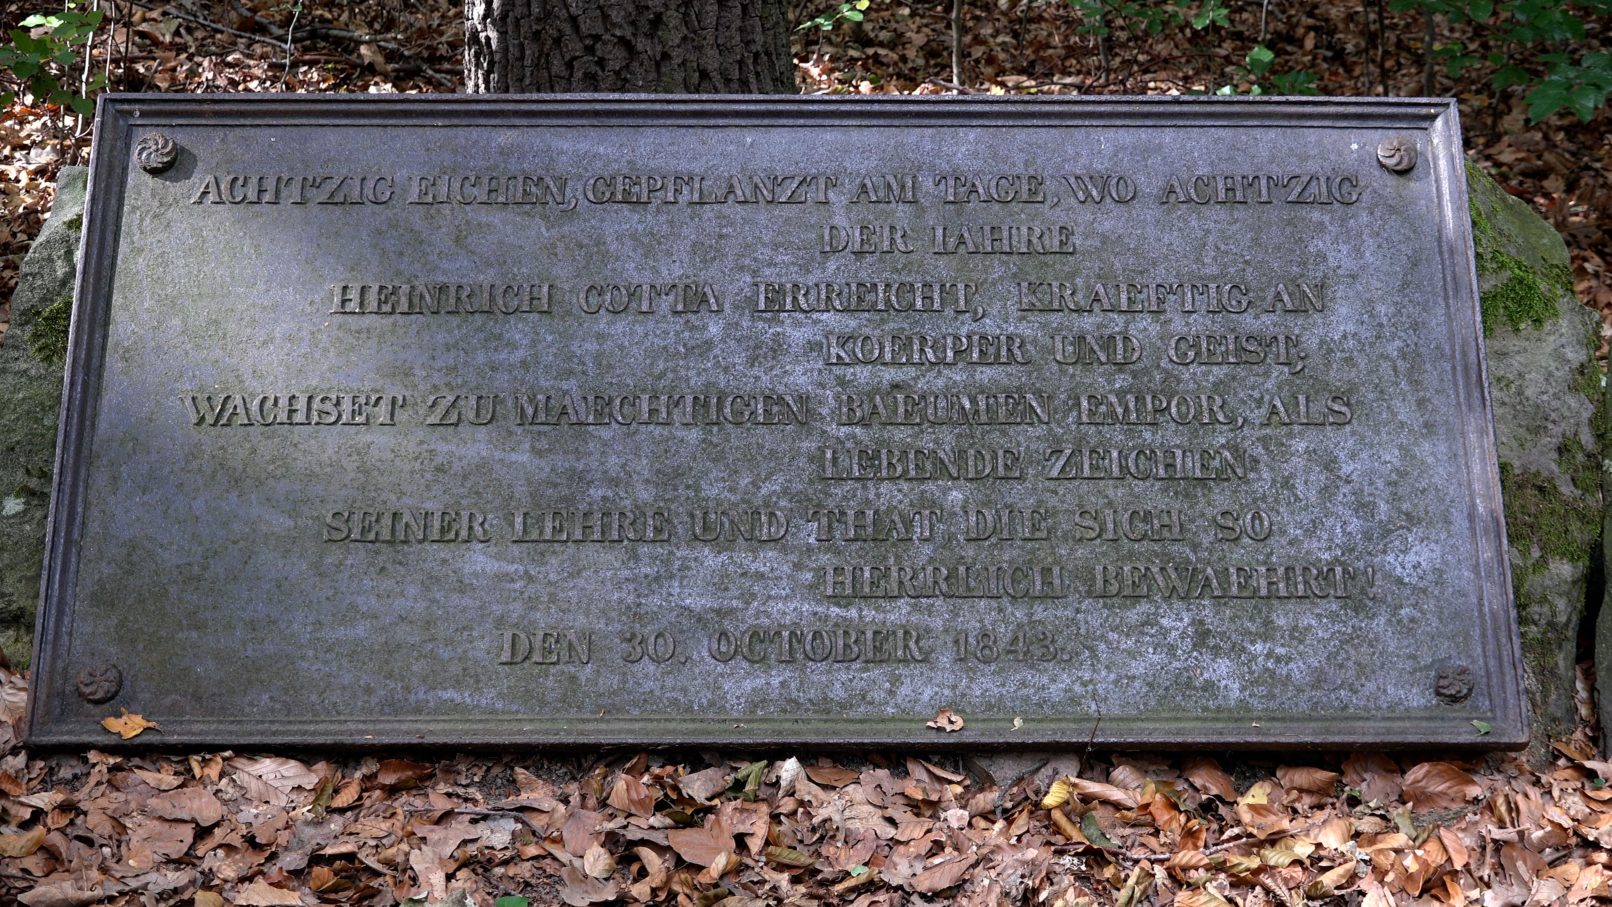 ACHTZIG EICHEN, GEPFLANZT AM TAGE, WO ACHTZIG
DER IAHRE
HEINRICH COTTA ERREICHT, KRAEFTIG AN
KOERPER UND GEIST;
WACHSET ZU MAECHTIGEN BAEUMEN EMPOR, ALS
LEBENDE ZEICHEN
SEINER LEHRE UND THAT, DIE SICH SO
HERRLICH BEWAEHRT!
DEN 30. OCTOBER 1843.